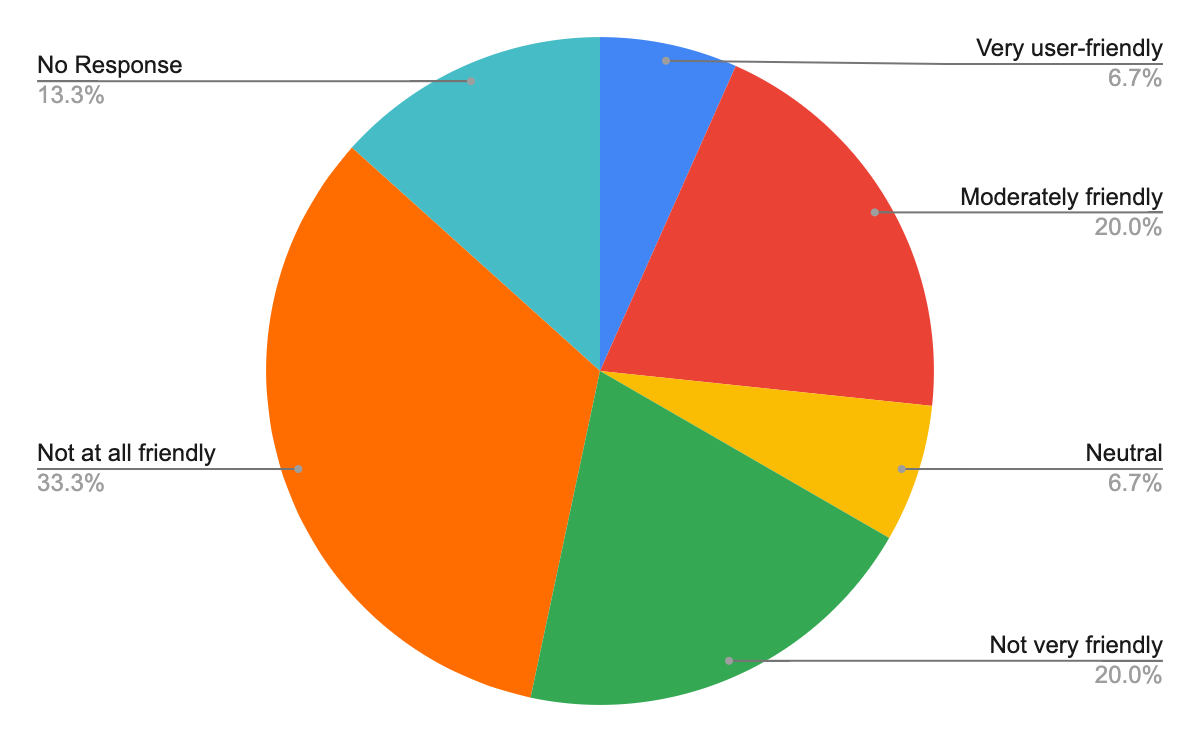 No Response
13.3%
Very user-friendly
6.7%
Moderately friendly
20.0%
Not at all friendly
33.3%
Neutral
6.7%
Not very friendly
20.0%